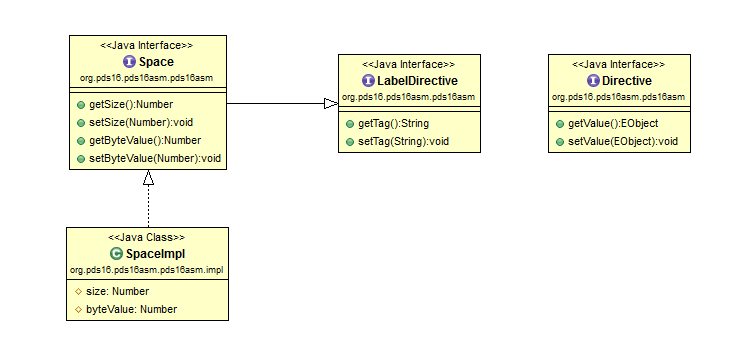 <<Java Interface>>
I Space
org.pds16.pds16asm.pds16asm
getSize():Number
setSize(Number):void
getByteValue():Number
setByteValue(Number):void
<<Java Interface>>
I LabelDirective
org.pds16.pds16asm.pds16asm
getTag():String
setTag(String):void
<<Java Interface>>
I Directive
org.pds16.pds16asm.pds16asm
getValue():EObject
setValue(EObject):void
<<Java Class>>
C SpaceImpl
org.pds16.pds16asm.pds16asm.impl
size: Number
byteValue: Number